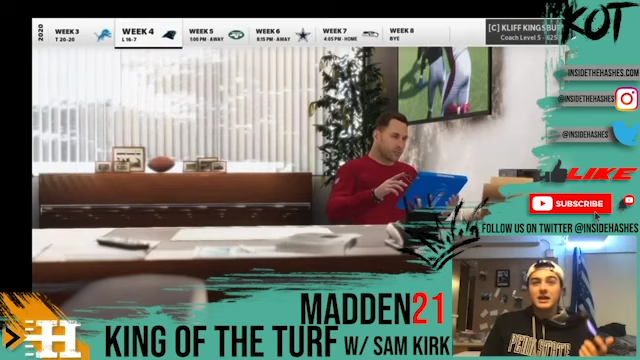 2020
WEEK 3
T 20-20
WEEK 4
L 16-7
WEEK 5
1:00 PM - AWAY
WEEK 6
8:15 PM - AWAY
WEEK 7
4:05 PM - HOME
WEEK 8
BYE
[C] KLIFF KINGSBU
Coach Level 5 - 625
KOT
INSIDETHEHASHES.COM
@INSIDETHEHASHES
@INSIDEHASHES
LIKE
SUBSCRIBE
FOLLOW US ON TWITTER @INSIDEHASHES
MADDEN21
KING OF THE TURF W/ SAM KIRK
H
PENN STATE